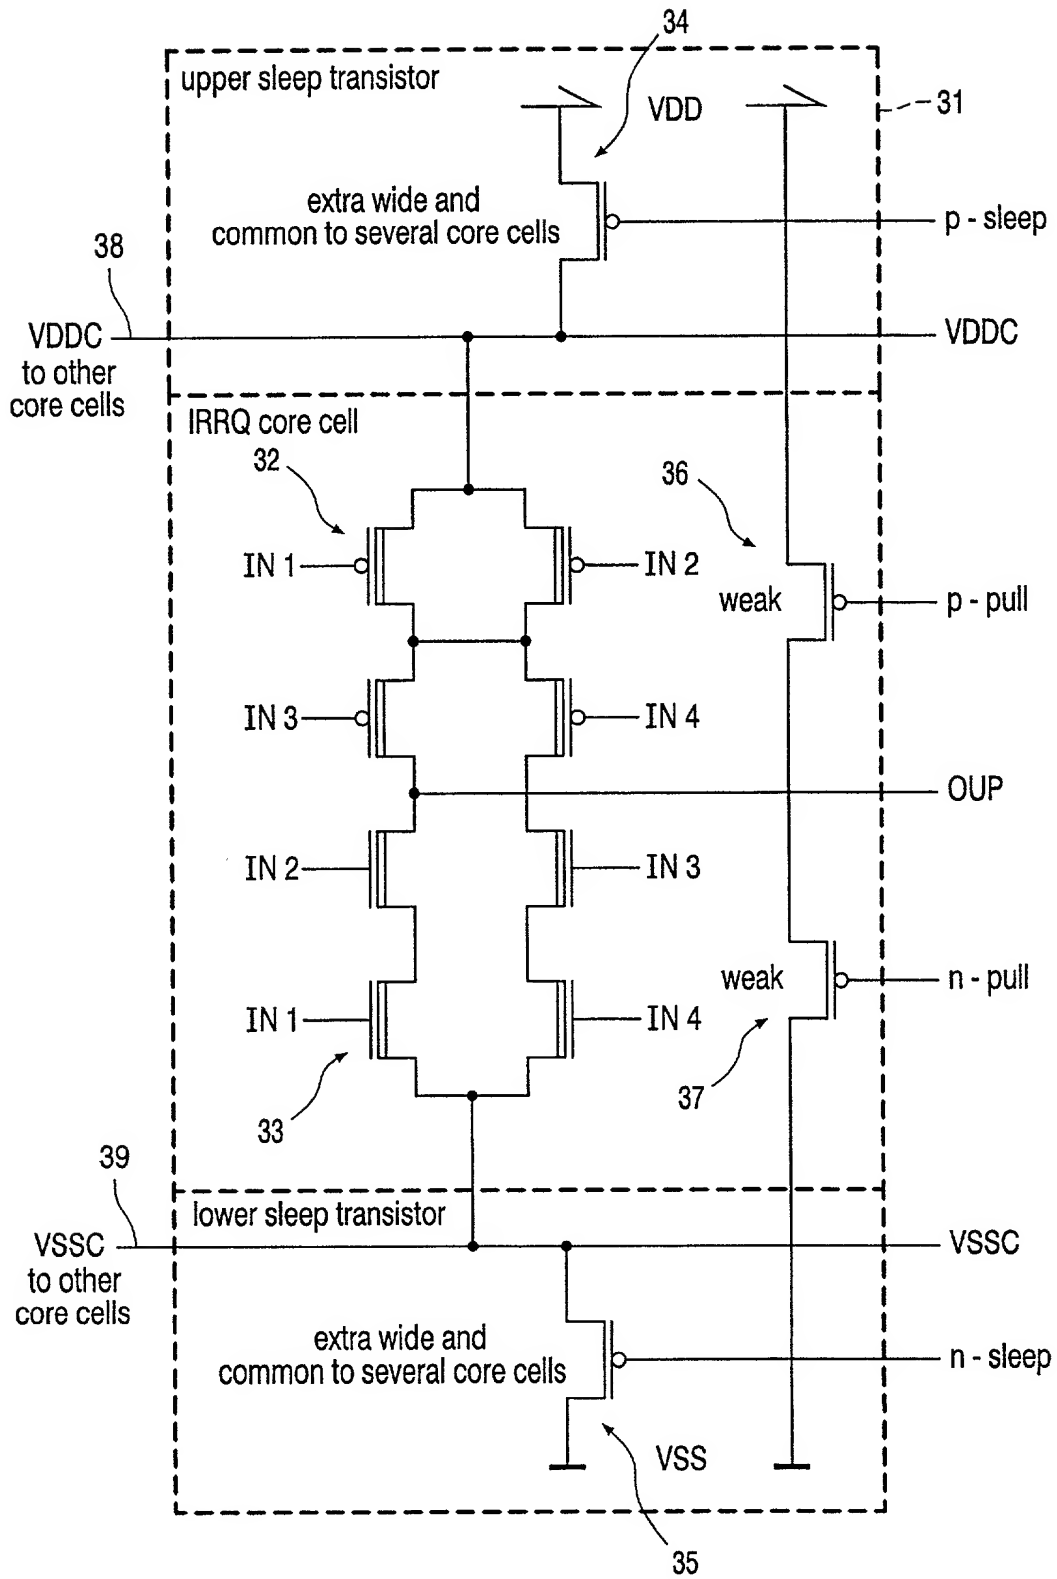 34
upper sleep transistor
VDD
31
extra wide and
common to several core cells
p - sleep
38
VDDC
to other
core cells
VDDC
IRRQ core cell
32
36
IN 1
IN 2
weak
p - pull
IN 3
IN 4
OUP
IN 2
IN 3
weak
n - pull
IN 1
IN 4
33
37
39
lower sleep transistor
VSSC
to other
core cells
VSSC
extra wide and
common to several core cells
n - sleep
VSS
35